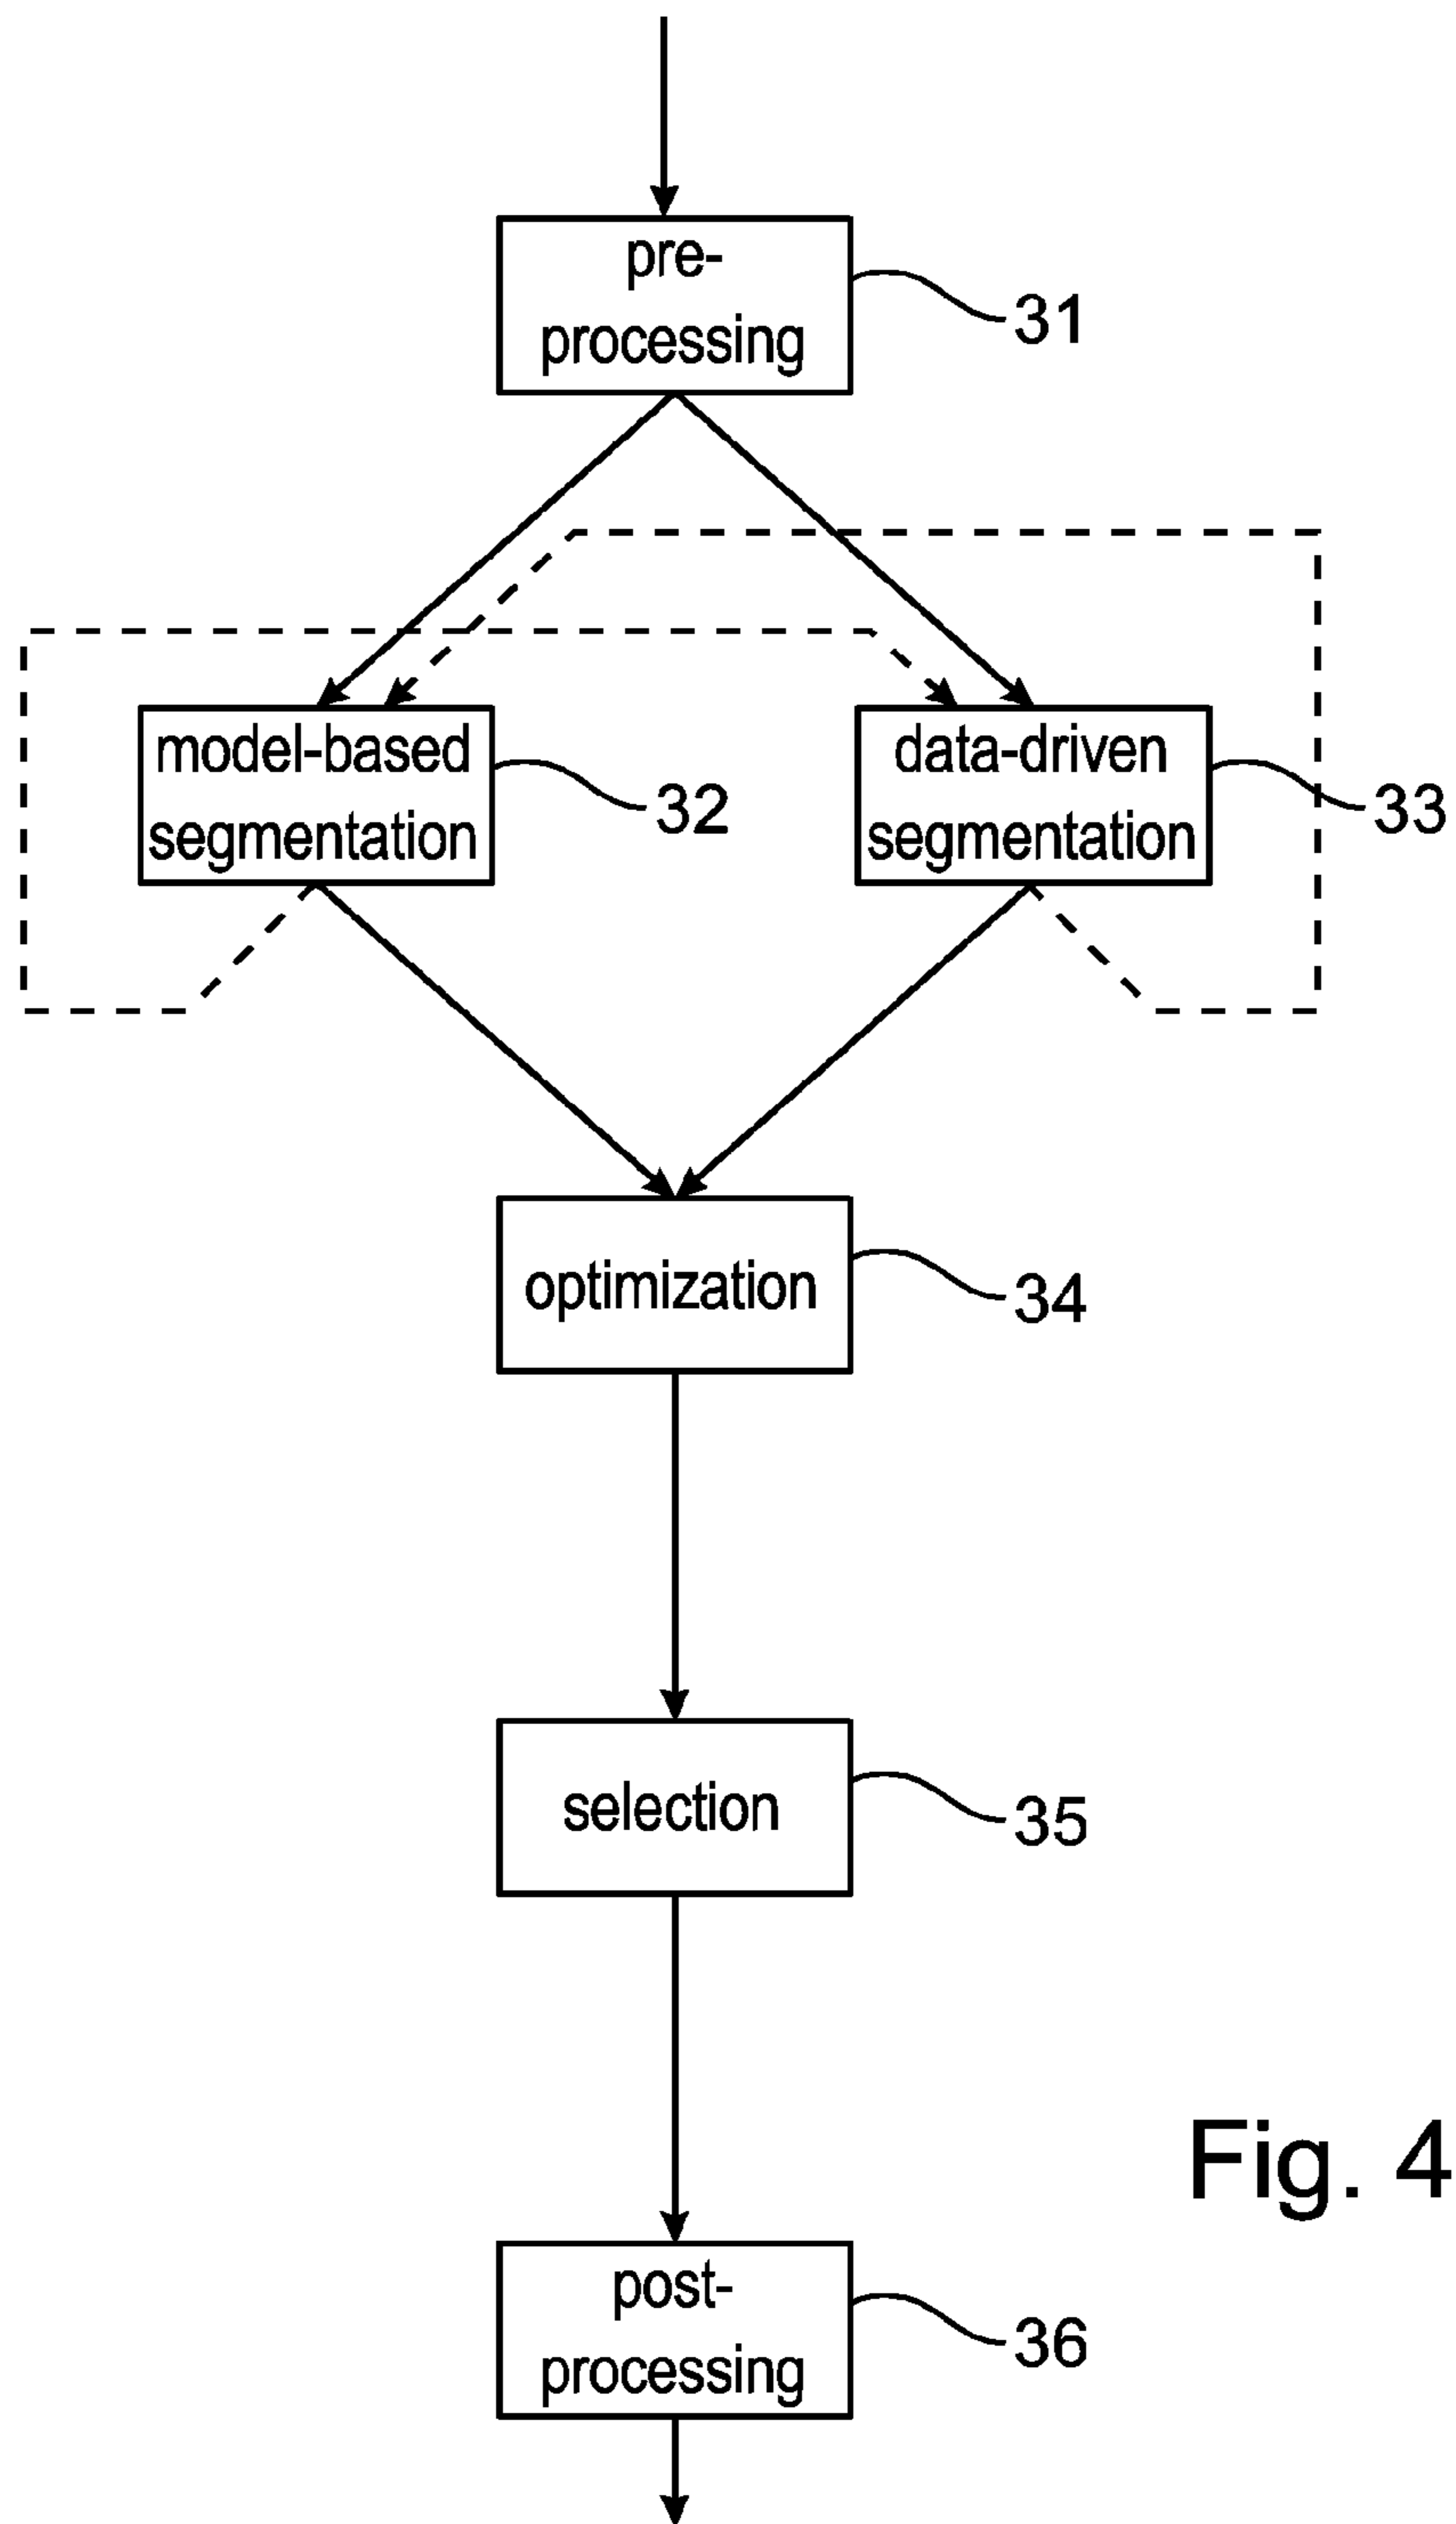 pre-
processing
31
model-based
segmentation
32
data-driven
segmentation
33
optimization
34
selection
35
Fig. 4
post-
processing
36